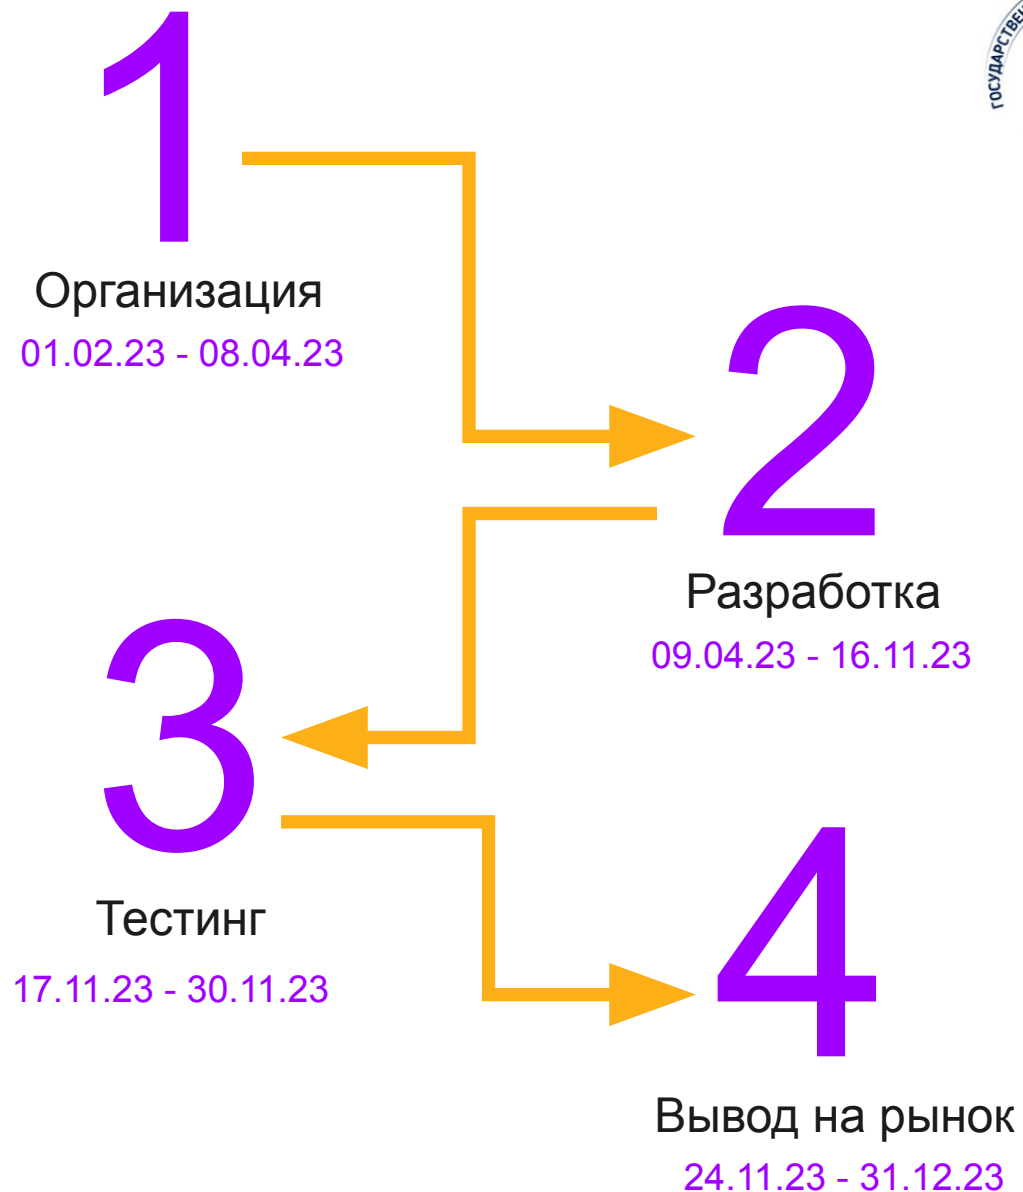 ГОСУДАРСТВЕН
1
Организация
01.02.23 - 08.04.23
2
Разработка
09.04.23 - 16.11.23
3
Тестинг
17.11.23 - 30.11.23
4
Вывод на рынок
24.11.23 - 31.12.23